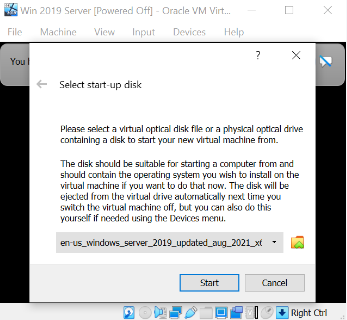 Win 2019 Server [Powered Off] - Oracle VM Virt...
File Machine View Input Devices Help
You
?
Select start-up disk
Please select a virtual optical disk file or a physical optical drive
containing a disk to start your new virtual machine from.
The disk should be suitable for starting a computer from and
should contain the operating system you wish to install on the
virtual machine if you want to do that now. The disk will be
ejected from the virtual drive automatically next time you
switch the virtual machine off, but you can also do this
yourself if needed using the Devices menu.
en-us_windows_server_2019_updated_aug_2021_x6
Start Cancel
Right Ctrl